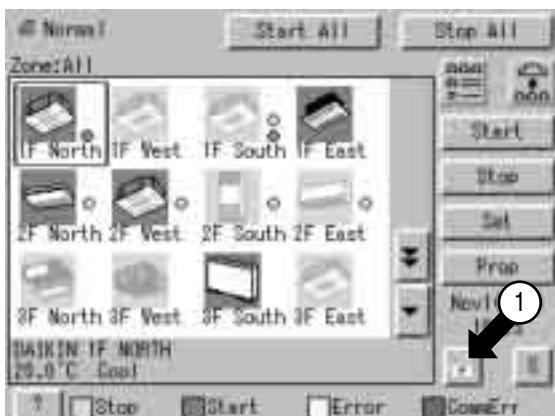 Normal
Start All
Stop All
Zone:All
1F North 1F West 1F South 1F East
Start
Stop
Set
2F North 2F West 2F South 2F East
Prop
3F North 3F West 3F South 3F East
1
DAIKIN 1F NORTH
Cool
? Stop Start Error CommErr